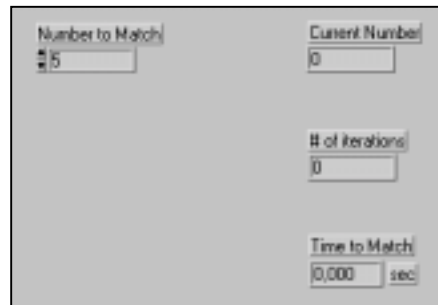 Number to Match
5
Current Number
0
# of iterations
0
Time to Match
0,000 sec